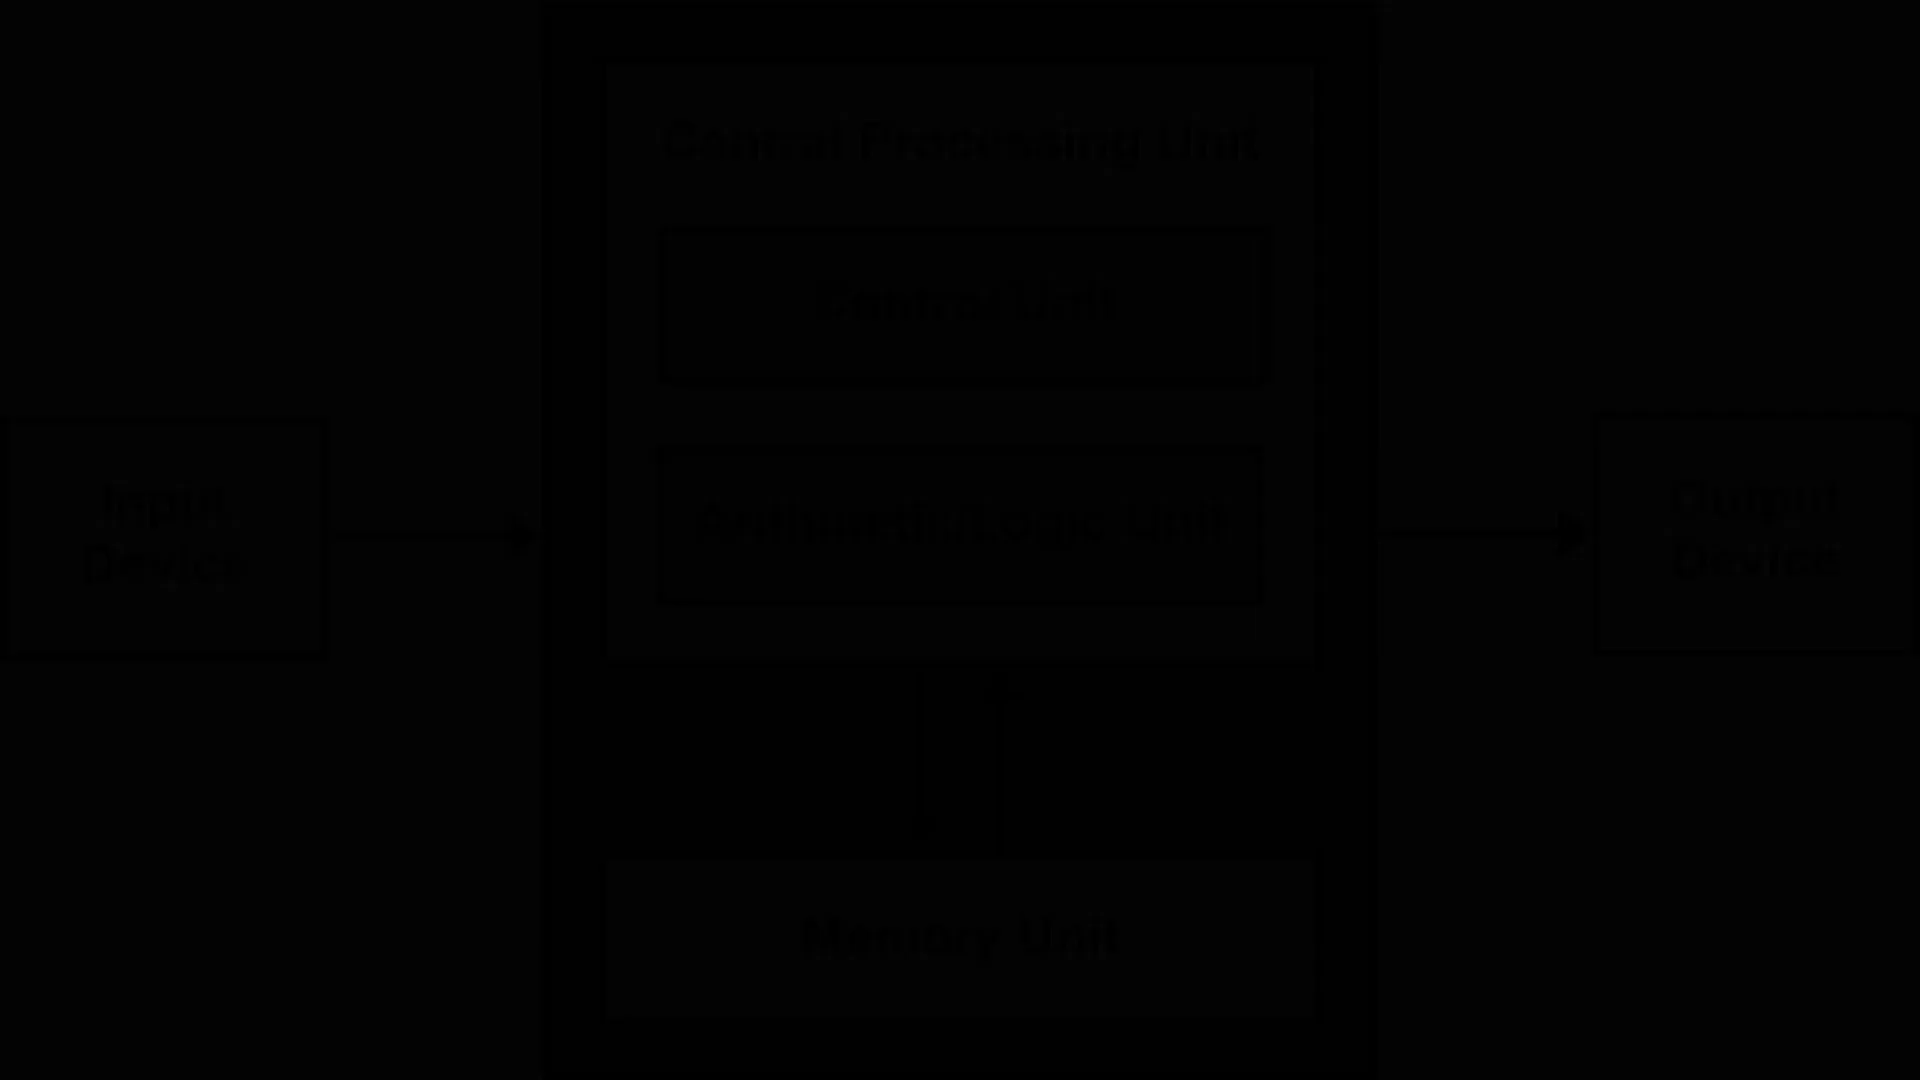 Central Processing Unit
Control Unit
Input
Device
Arithmetic/Logic Unit
Output
Device
Memory Unit